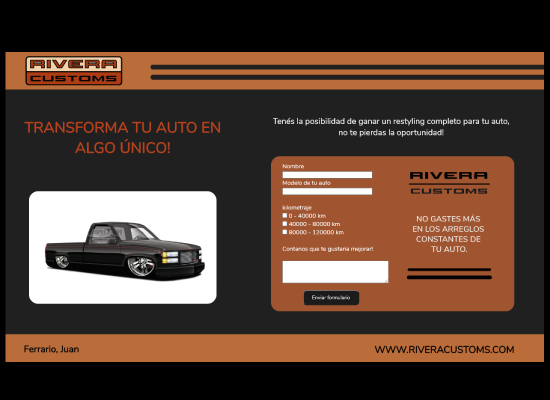 RIVERA
CUSTOMS
TRANSFORMA TU AUTO EN
ALGO ÚNICO!
Tenés la posibilidad de ganar un restyling completo para tu auto,
no te pierdas la oportunidad!
Nombre
Modelo de tu auto
kilometraje
0 - 40000 km
40000 - 80000 km
80000 - 120000 km
Contanos que te gustaria mejorar!
Enviar formulario
RIVERA
CUSTOMS
NO GASTES MÁS
EN LOS ARREGLOS
CONSTANTES DE
TU AUTO.
Ferrario, Juan
WWW.RIVERACUSTOMS.COM